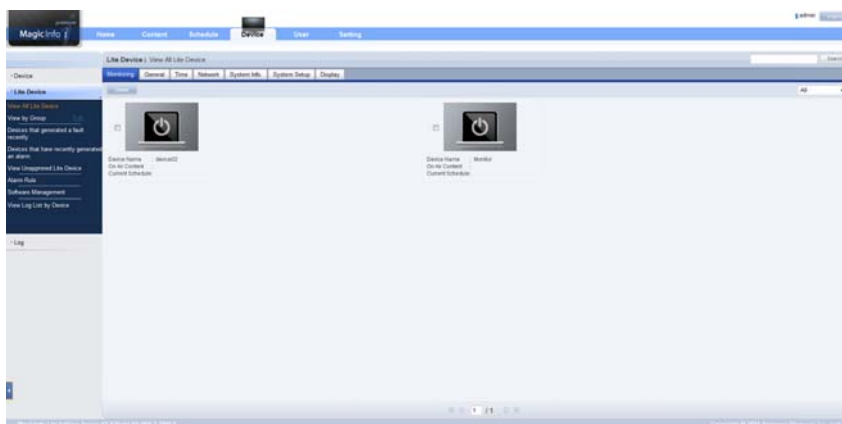 premium
MagicInfo i
admin
Home Content Schedule Device User Setting
Lite Device | View All Lite Device
Search
Device
Monitoring General Time Network System Info. System Setup Display
Lite Device
All
View All Lite Device
View by Group
Devices that generated a fault
recently
Devices that have recently generated
an alarm
View Unapproved Lite Device
Alarm Rule
Software Management
View Log List by Device
Device Name : device02
On Air Content :
Current Schedule:
Device Name : Monitor
On Air Content :
Current Schedule:
Log
1 / 1